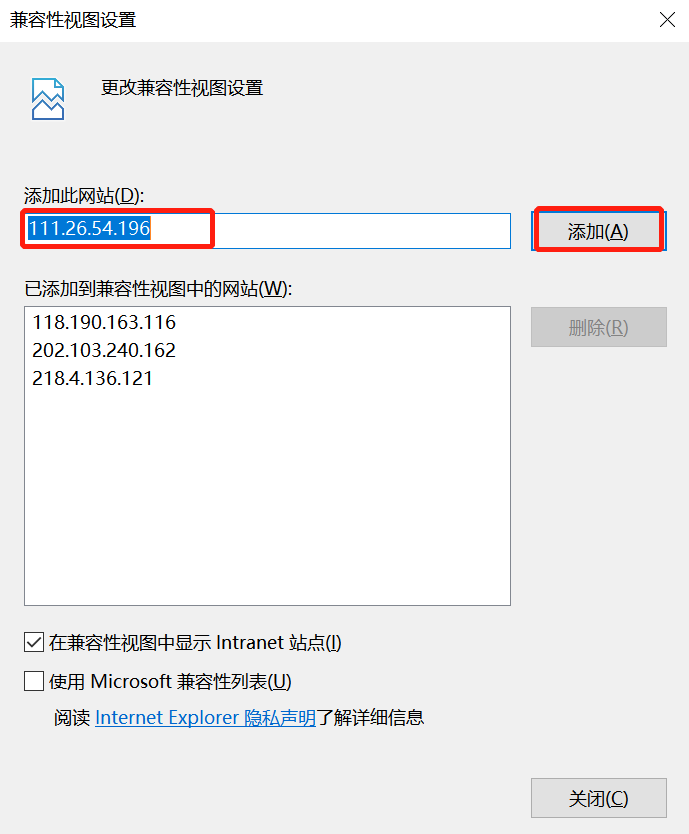 兼容性视图设置
更改兼容性视图设置
添加此网站(D):
111.26.54.196
添加(A)
已添加到兼容性视图中的网站(W):
118.190.163.116
删除(R)
202.103.240.162
218.4.136.121
在兼容性视图中显示 Intranet 站点(I)
使用 Microsoft 兼容性列表(U)
阅读 Internet Explorer 隐私声明了解详细信息
关闭(C)